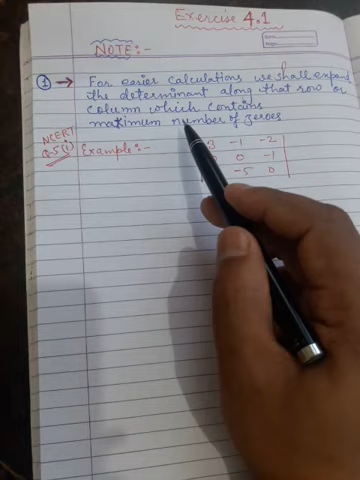 Exercise 4.1
NOTE:-
① → For easier calculations we shall expand
the determinant along that row or
column which contains
maximum number of zeroes
NCERT
Q.5(i)
Example:-
3 -1 -2
0 -1
-5 0